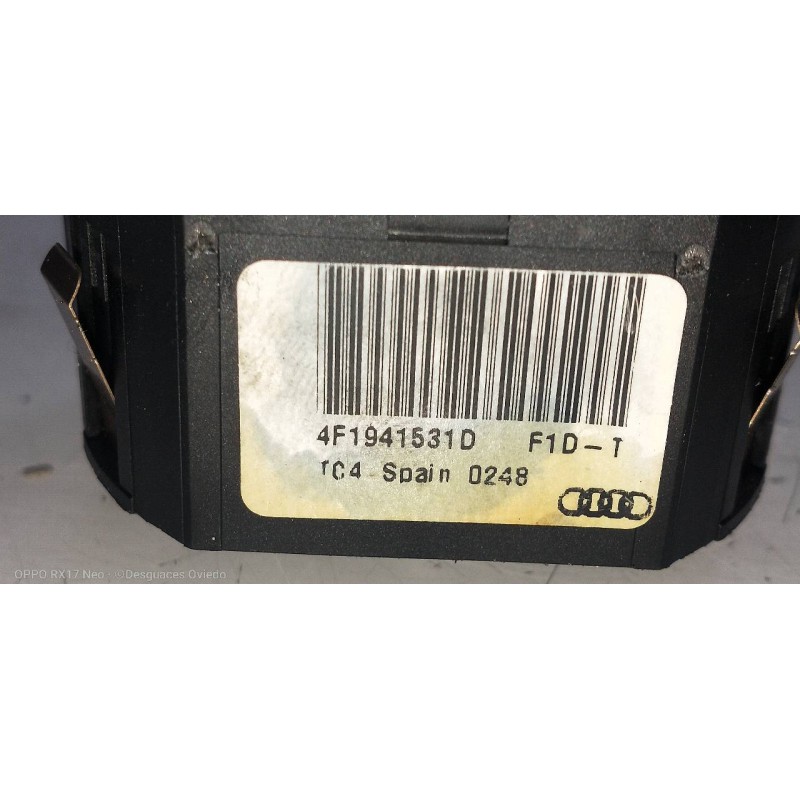 4F1941531D F1D-T
TC4 Spain 0248
OPPO RX17 Neo · ©Desguaces Oviedo